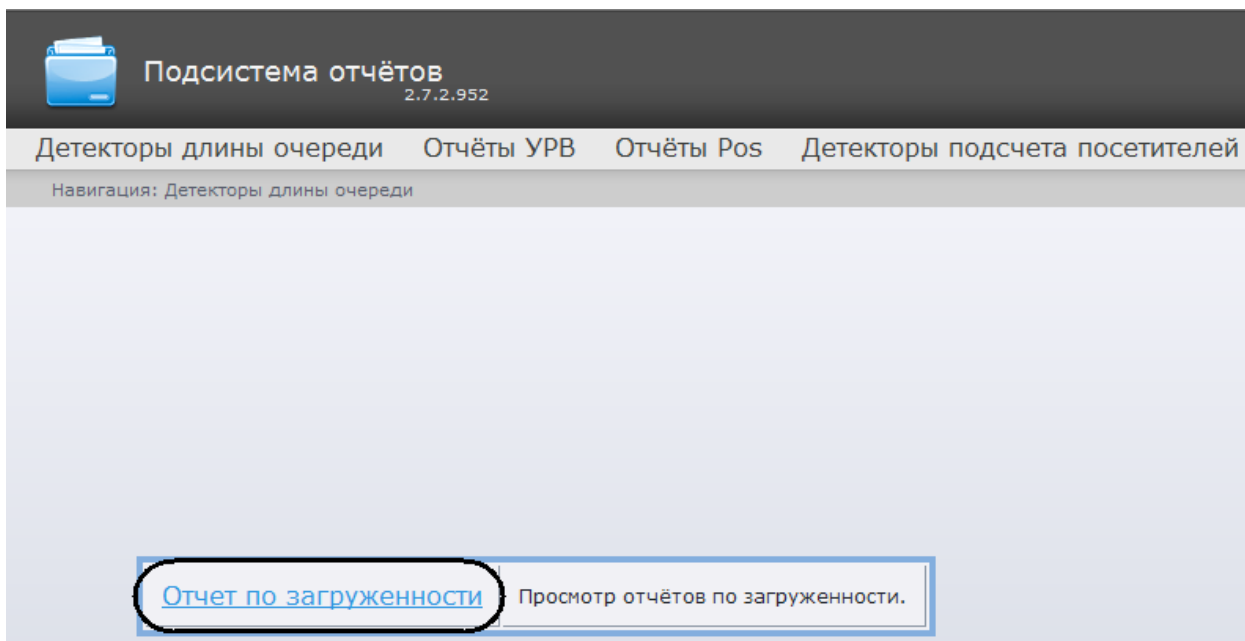 Подсистема отчётов
2.7.2.952
Детекторы длины очереди Отчёты УРВ Отчёты Pos Детекторы подсчета посетителей
Навигация: Детекторы длины очереди
Отчет по загруженности Просмотр отчётов по загруженности.